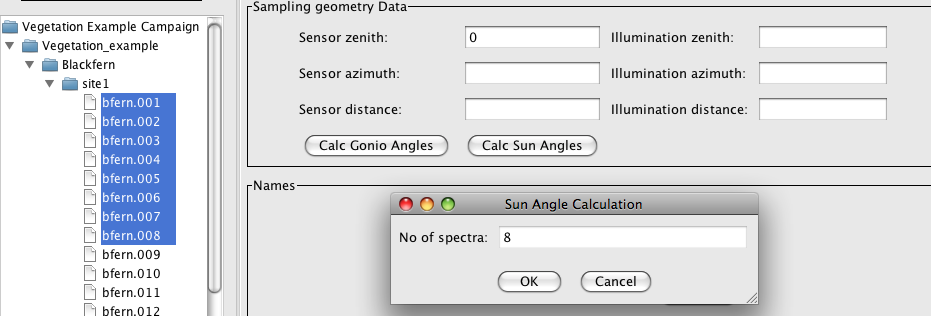 Vegetation Example Campaign
Vegetation_example
Blackfern
site1
bfern.001
bfern.002
bfern.003
bfern.004
bfern.005
bfern.006
bfern.007
bfern.008
bfern.009
bfern.010
bfern.011
bfern.012
Sampling geometry Data
Sensor zenith: 0 Illumination zenith:
Sensor azimuth: Illumination azimuth:
Sensor distance: Illumination distance:
Calc Gonio Angles Calc Sun Angles
Names
Sun Angle Calculation
No of spectra: 8
OK Cancel